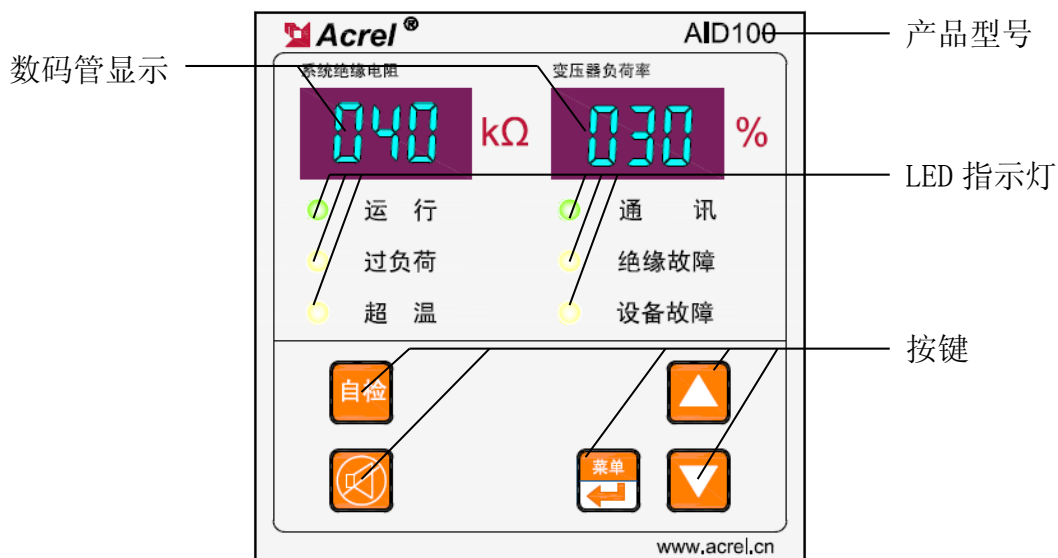 Acrel®
AID100
产品型号
数码管显示
系统绝缘电阻
变压器负荷率
040 kΩ
030 %
LED 指示灯
运 行
通 讯
过负荷
绝缘故障
超 温
设备故障
按键
自检
菜单
www.acrel.cn